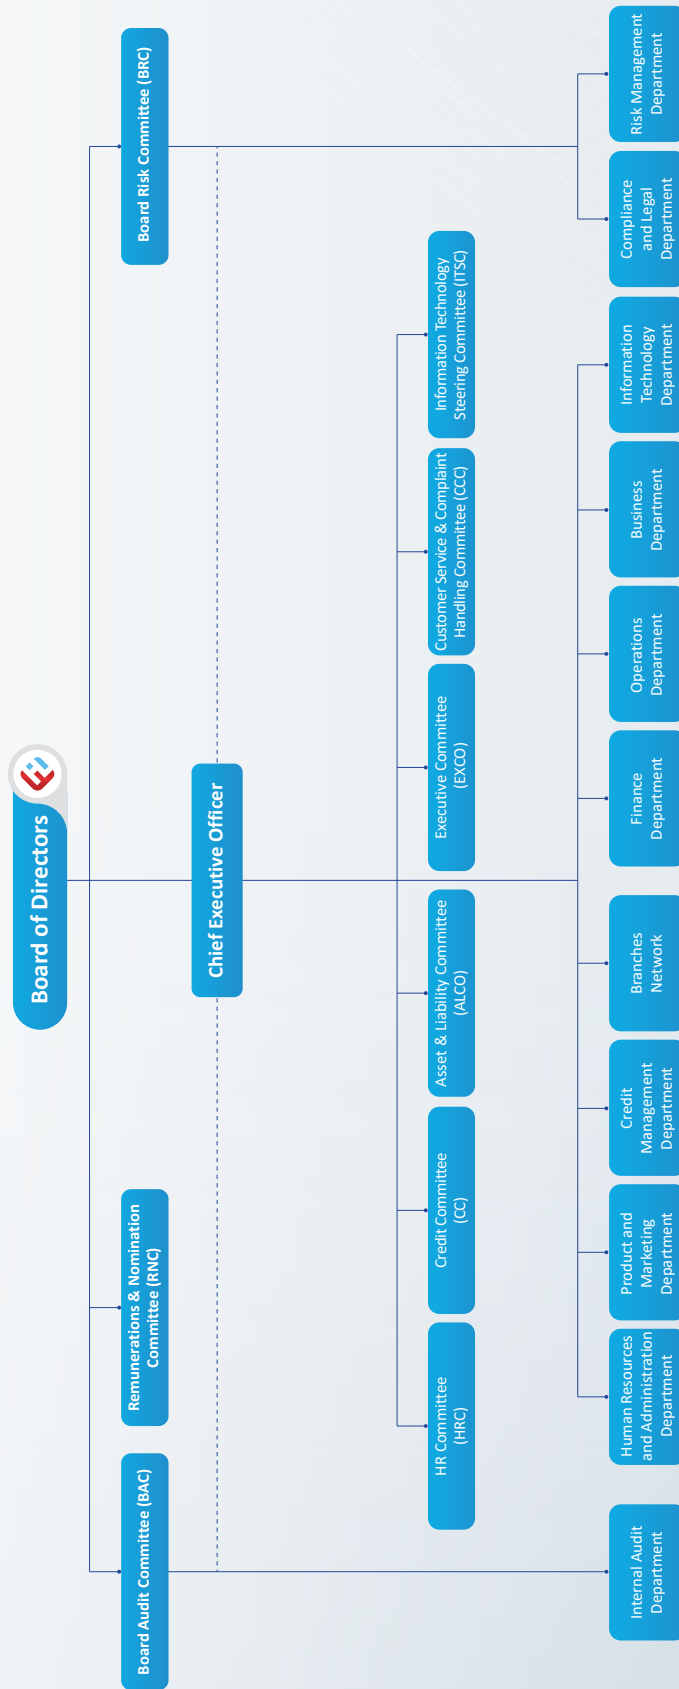 Board of Directors
Board Audit Committee (BAC)
Remunerations & Nomination
Committee (RNC)
Board Risk Committee (BRC)
Chief Executive Officer
HR Committee
(HRC)
Credit Committee
(CC)
Asset & Liability Committee
(ALCO)
Executive Committee
(EXCO)
Customer Service & Complaint
Handling Committee (CCC)
Information Technology
Steering Committee (ITSC)
Internal Audit
Department
Human Resources
and Administration
Department
Product and
Marketing
Department
Credit
Management
Department
Branches
Network
Finance
Department
Operations
Department
Business
Department
Information
Technology
Department
Compliance
and Legal
Department
Risk Management
Department